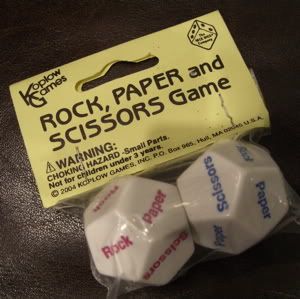 Koplow
Games
ROCK, PAPER and
SCISSORS Game
WARNING:
CHOKING HAZARD-Small Parts.
Not for children under 3 years.
© 2004 KOPLOW GAMES, INC. P.O. Box 965, Hull, MA 02045 U.S.A.
Rock
Paper
Scissors
Scissors
Paper
Paper